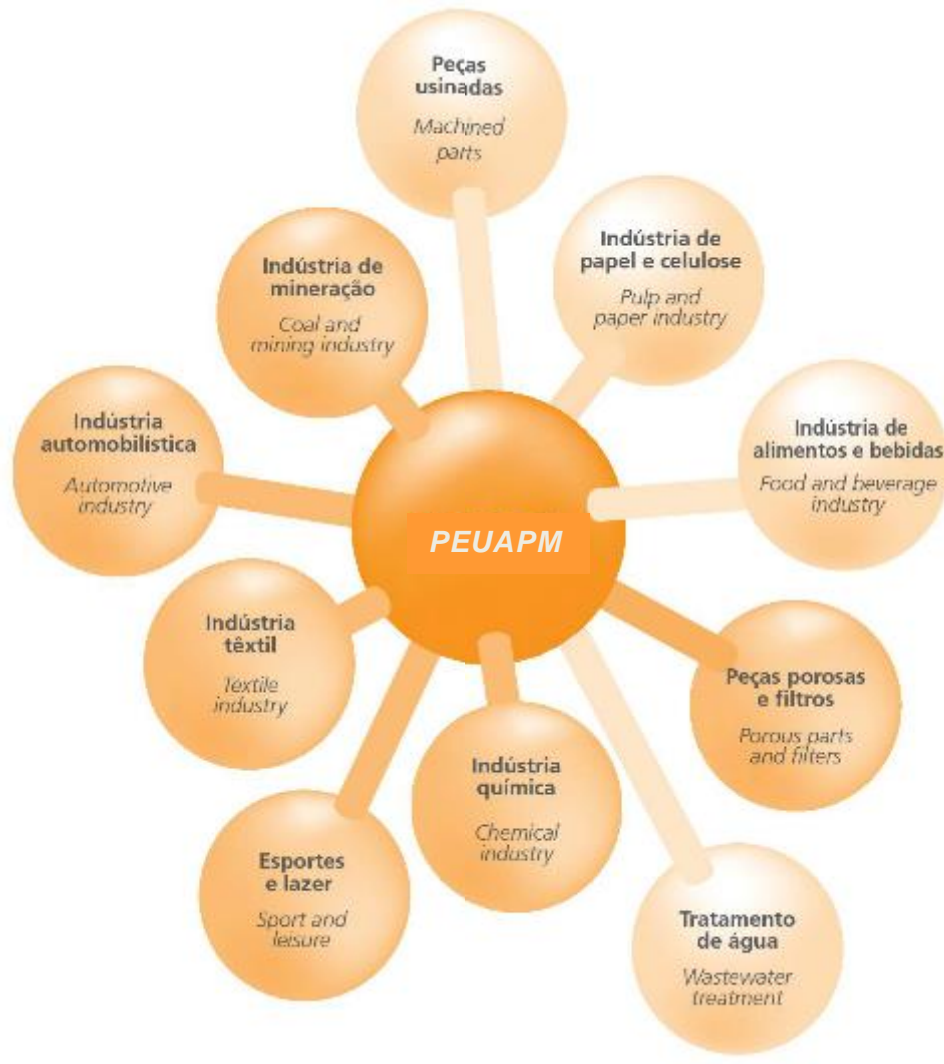 Peças
usinadas
Machined
parts
Indústria de
papel e celulose
Pulp and
paper industry
Indústria de
mineração
Coal and
mining industry
Indústria
automobilística
Automotive
industry
Indústria de
alimentos e bebidas
Food and beverage
industry
PEUAPM
Indústria
têxtil
Textile
industry
Peças porosas
e filtros
Porous parts
and filters
Indústria
química
Chemical
industry
Esportes
e lazer
Sport and
leisure
Tratamento
de água
Wastewater
treatment